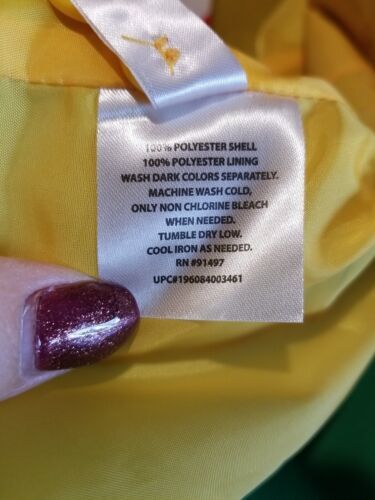 100% POLYESTER SHELL
100% POLYESTER LINING
WASH DARK COLORS SEPARATELY.
MACHINE WASH COLD,
ONLY NON CHLORINE BLEACH
WHEN NEEDED.
TUMBLE DRY LOW.
COOL IRON AS NEEDED.
RN #91497
UPC#196084003461